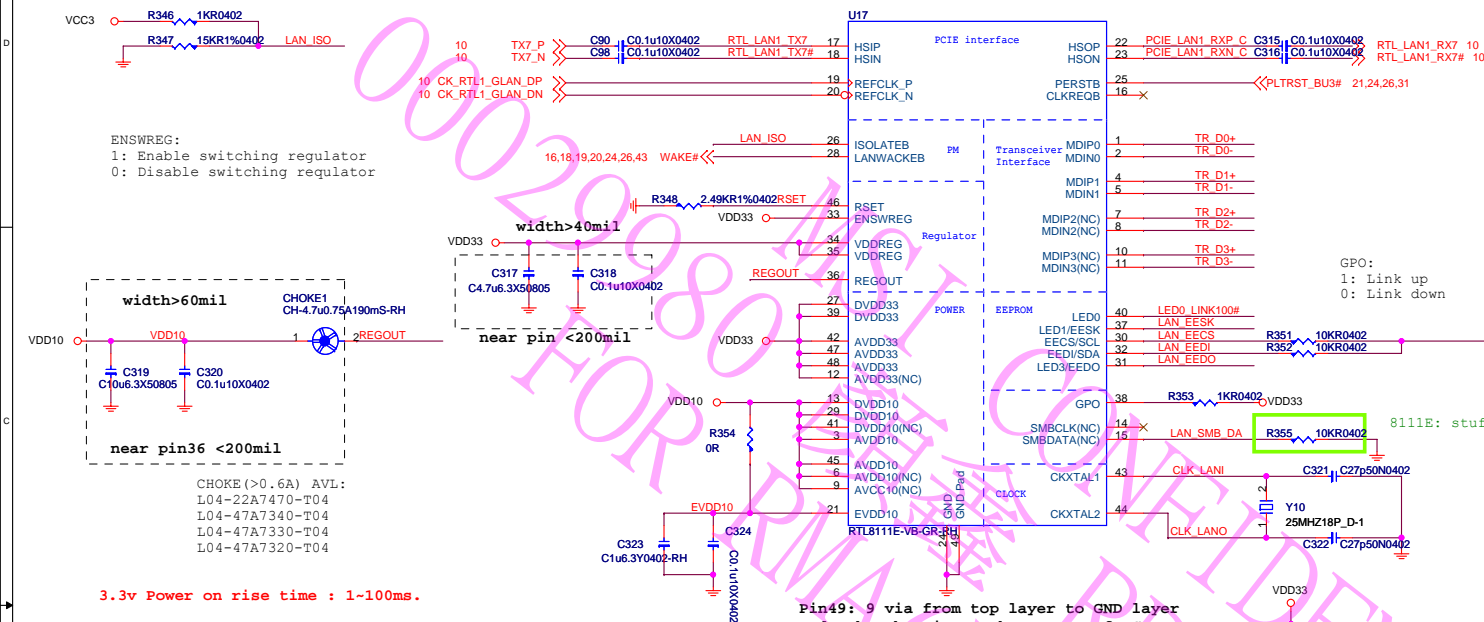 VCC3
R346 1KR0402
R347 15KR1%0402 LAN_ISO
ENSWREG:
1: Enable switching regulator
0: Disable switching requlator
10 TX7_P
10 TX7_N
C90 C0.1u10X0402
C98 C0.1u10X0402
RTL_LAN1_TX7
RTL_LAN1_TX7#
10 CK_RTL1_GLAN_DP
10 CK_RTL1_GLAN_DN
LAN_ISO
16,18,19,20,24,26,43 WAKE#
R348 2.49KR1%0402 RSET
VDD33
width>40mil
VDD33
C317
C4.7u6.3X50805
C318
C0.1u10X0402
near pin <200mil
REGOUT
VDD33
VDD10
R354
0R
EVDD10
C323
C1u6.3Y0402-RH
C324
C0.1u10X0402
width>60mil
CHOKE1
CH-4.7u0.75A190mS-RH
VDD10 VDD10 1 2 REGOUT
C319
C10u6.3X50805
C320
C0.1u10X0402
near pin36 <200mil
CHOKE(>0.6A) AVL:
L04-22A7470-T04
L04-47A7340-T04
L04-47A7330-T04
L04-47A7320-T04
3.3v Power on rise time : 1~100ms.
U17
PCIE interface
17 HSIP
18 HSIN
19 REFCLK_P
20 REFCLK_N
26 ISOLATEB
28 LANWACKEB
PM
46 RSET
33 ENSWREG
34 VDDREG
35 VDDREG
Regulator
36 REGOUT
27 DVDD33
39 DVDD33
POWER
42 AVDD33
47 AVDD33
48 AVDD33
12 AVDD33(NC)
13 DVDD10
29 DVDD10
41 DVDD10(NC)
3 AVDD10
45 AVDD10
6 AVDD10(NC)
9 AVCC10(NC)
21 EVDD10
RTL8111E-VB-GR-RH
24 GND
49 GND Pad
HSOP 22
HSON 23
PERSTB 25
CLKREQB 16
Transceiver
Interface
MDIP0 1 TR_D0+
MDIN0 2 TR_D0-
MDIP1 4 TR_D1+
MDIN1 5 TR_D1-
MDIP2(NC) 7 TR_D2+
MDIN2(NC) 8 TR_D2-
MDIP3(NC) 10 TR_D3+
MDIN3(NC) 11 TR_D3-
EEPROM
LED0 40 LED0_LINK100#
LED1/EESK 37 LAN_EESK
EECS/SCL 30 LAN_EECS
EEDI/SDA 32 LAN_EEDI
LED3/EEDO 31 LAN_EEDO
GPO 38
SMBCLK(NC) 14
SMBDATA(NC) 15 LAN_SMB_DA
CLOCK
CKXTAL1 43 CLK_LANI
CKXTAL2 44 CLK_LANO
PCIE_LAN1_RXP_C C315 C0.1u10X0402 RTL_LAN1_RX7 10
PCIE_LAN1_RXN_C C316 C0.1u10X0402 RTL_LAN1_RX7# 10
PLTRST_BU3# 21,24,26,31
GPO:
1: Link up
0: Link down
R351 10KR0402
R352 10KR0402
R353 1KR0402 VDD33
R355 10KR0402
8111E: stuf
C321 C27p50N0402
2
1
Y10
25MHZ18P_D-1
C322 C27p50N0402
VDD33
Pin49: 9 via from top layer to GND layer
D
C
00029980
MSI CONFIDE
FOR RMA